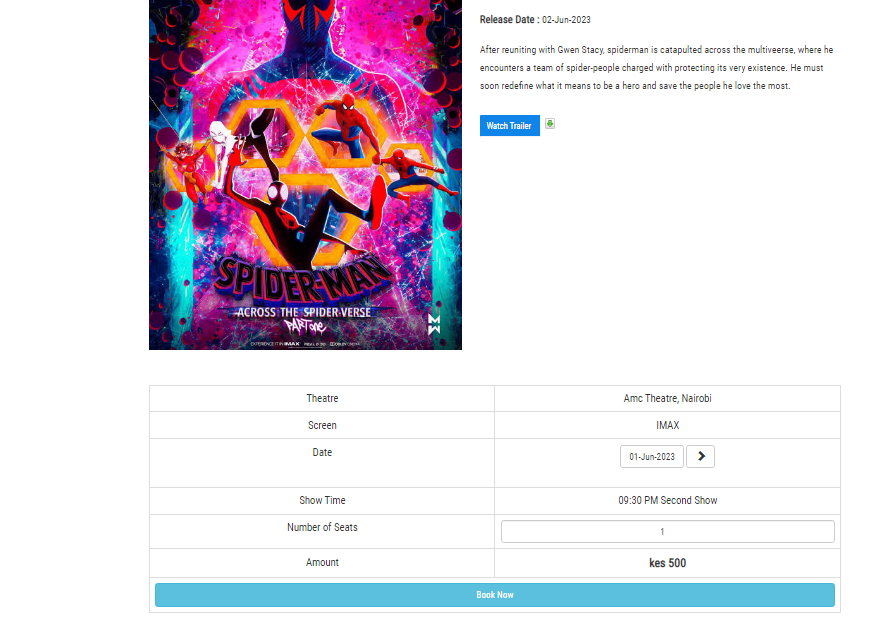 SPIDER-MAN
ACROSS THE SPIDER-VERSE
PART ONE
EXPERIENCE IT IN IMAX
Release Date : 02-Jun-2023
After reuniting with Gwen Stacy, spiderman is catapulted across the multiveerse, where he
encounters a team of spider-people charged with protecting its very existence. He must
soon redefine what it means to be a hero and save the people he love the most.
Watch Trailer
Theatre Amc Theatre, Nairobi
Screen IMAX
Date 01-Jun-2023
Show Time 09:30 PM Second Show
Number of Seats 1
Amount kes 500
Book Now